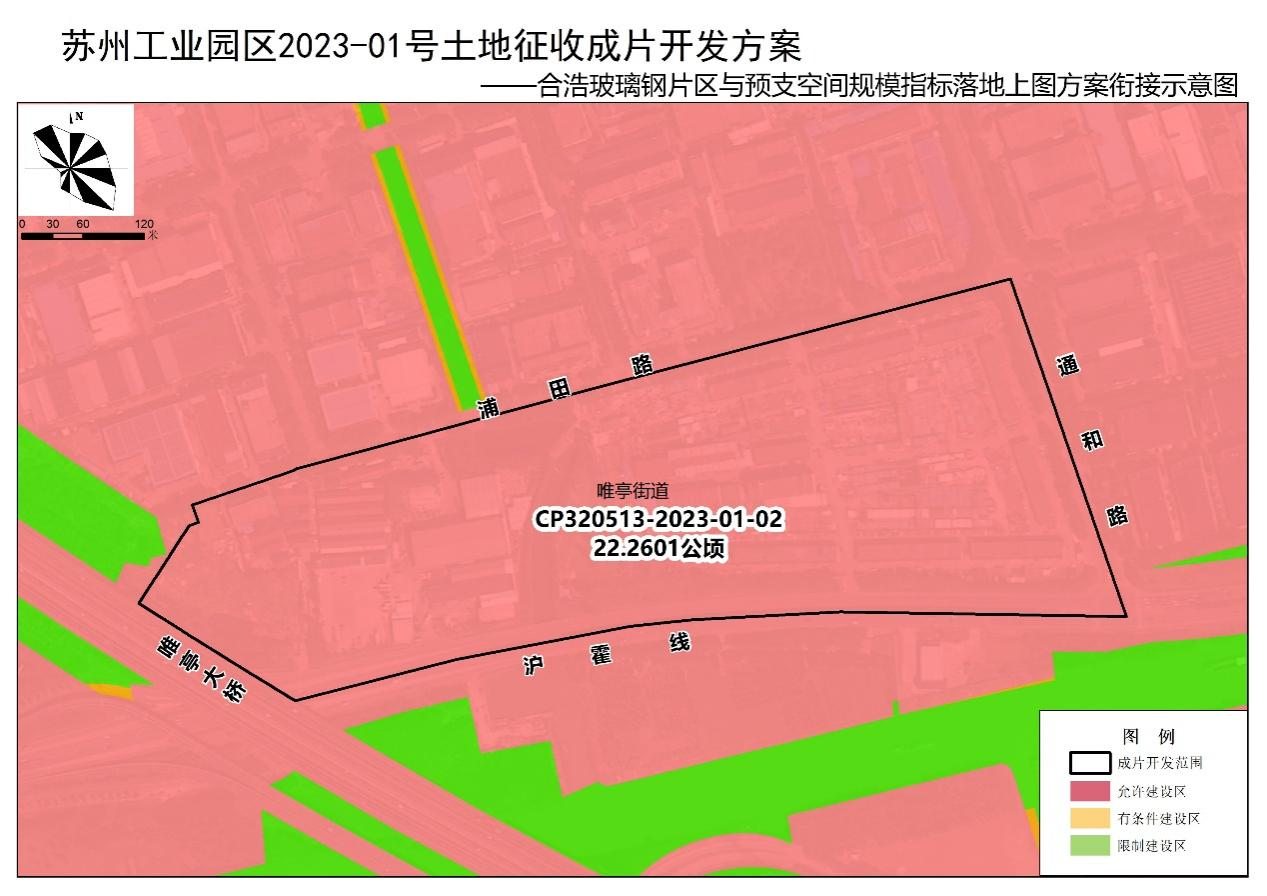 苏州工业园区2023-01号土地征收成片开发方案
——合浩玻璃钢片区与预支空间规模指标落地上图方案衔接示意图
N
0 30 60 120
米
浦田路
通和路
唯亭街道
CP320513-2023-01-02
22.2601公顷
唯亭大桥
沪霍线
图 例
成片开发范围
允许建设区
有条件建设区
限制建设区